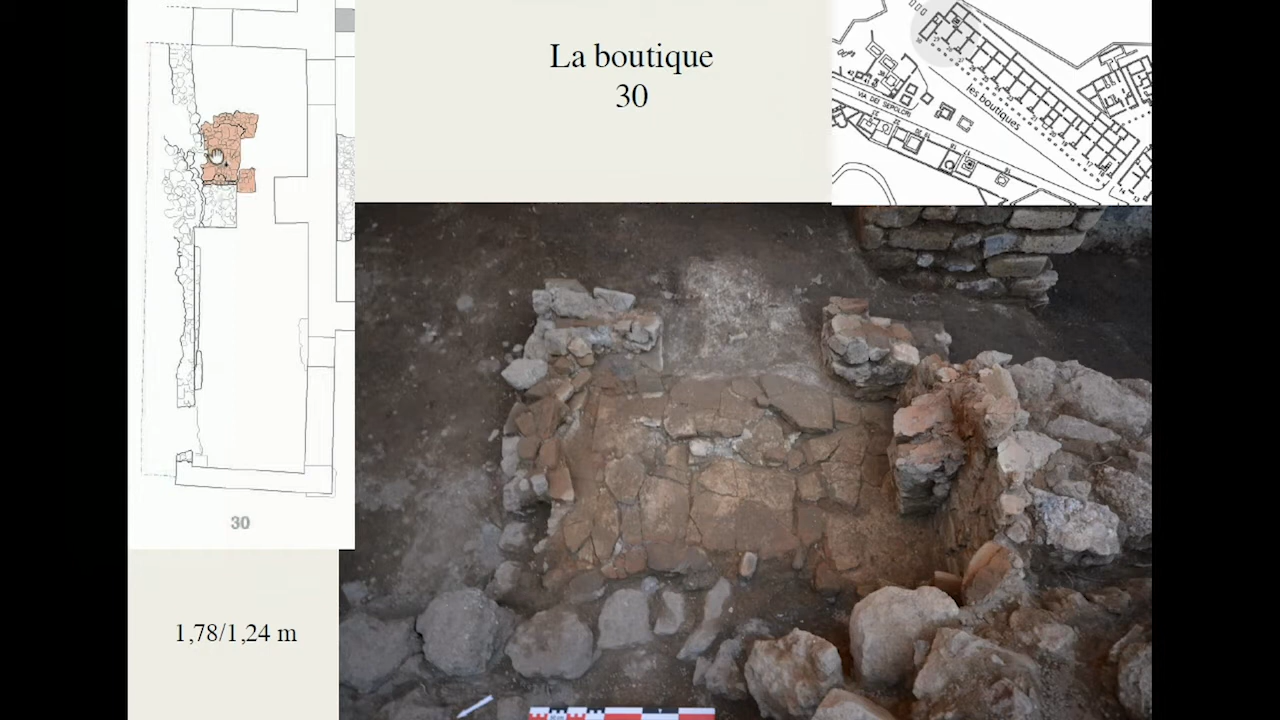 La boutique
30
les boutiques
VIA DEI SEPOLCRI
30
1,78/1,24 m